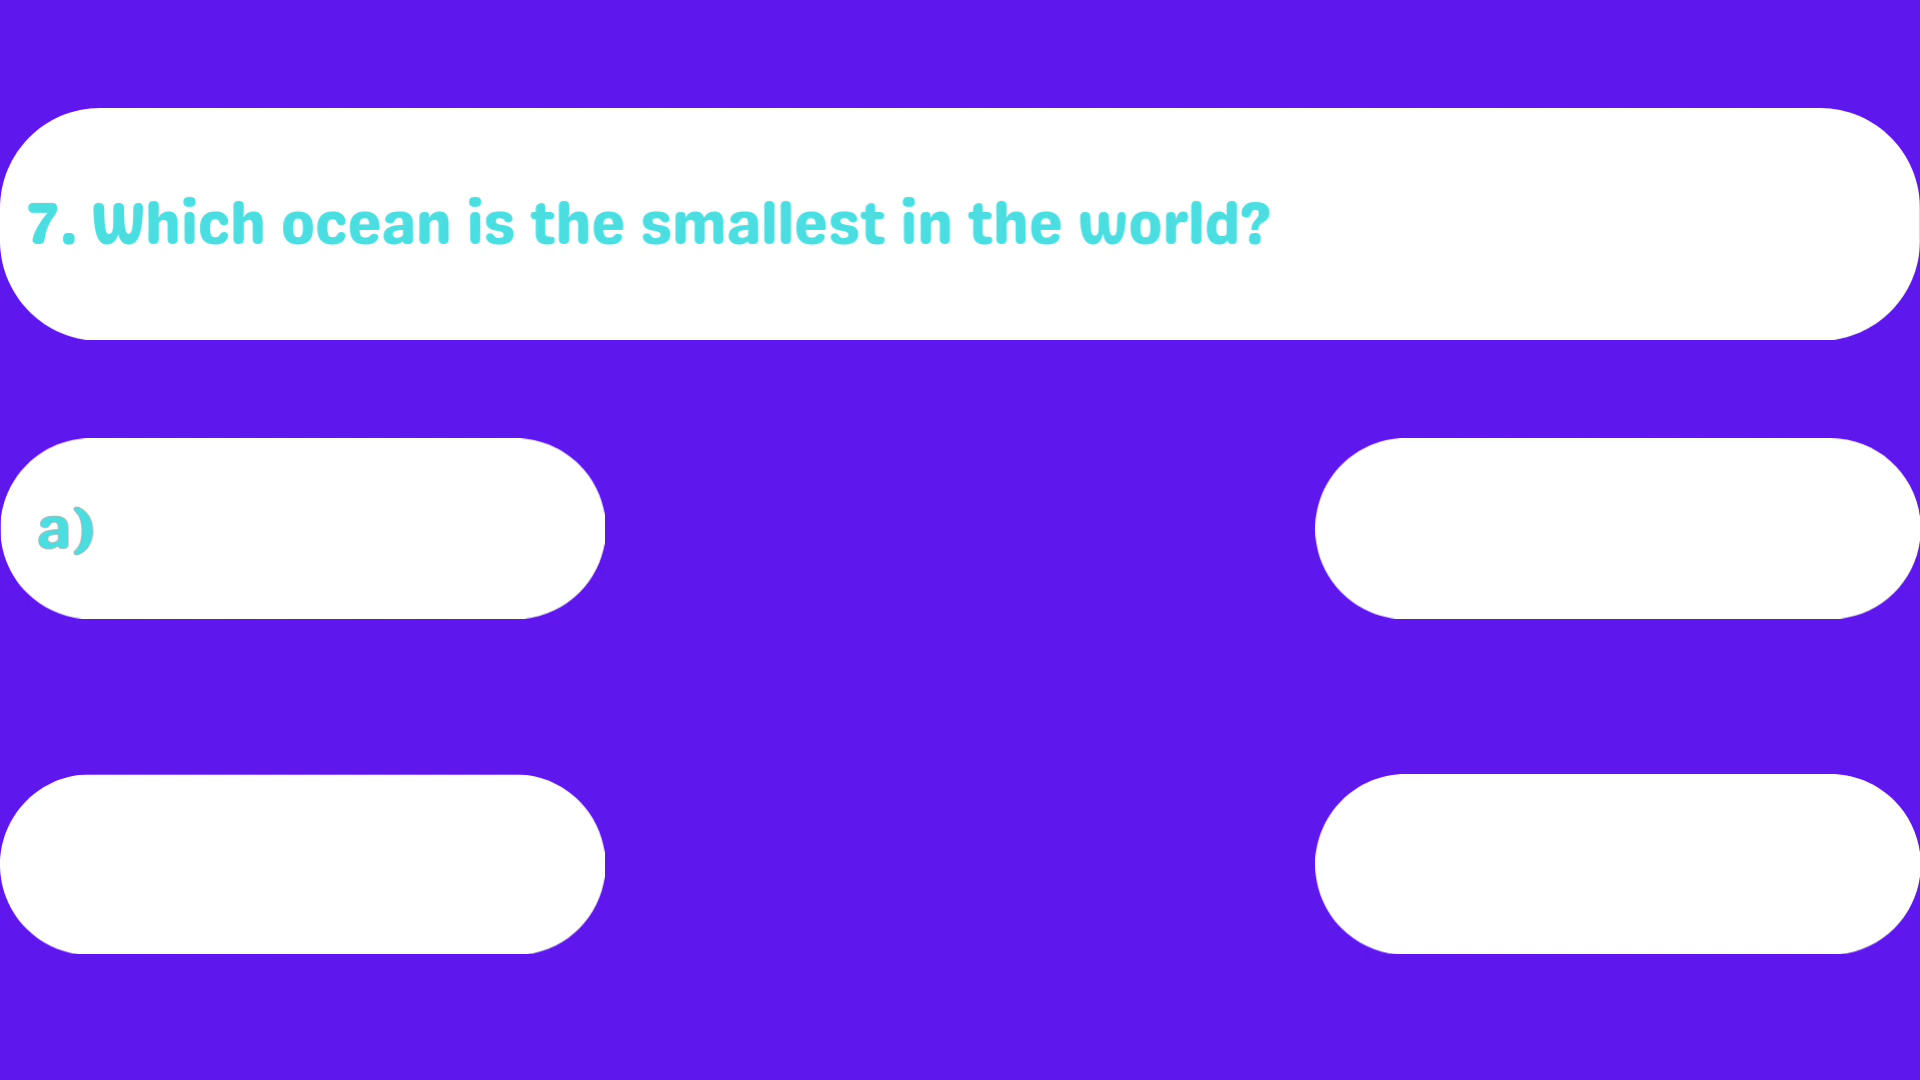 7. Which ocean is the smallest in the world?
a)